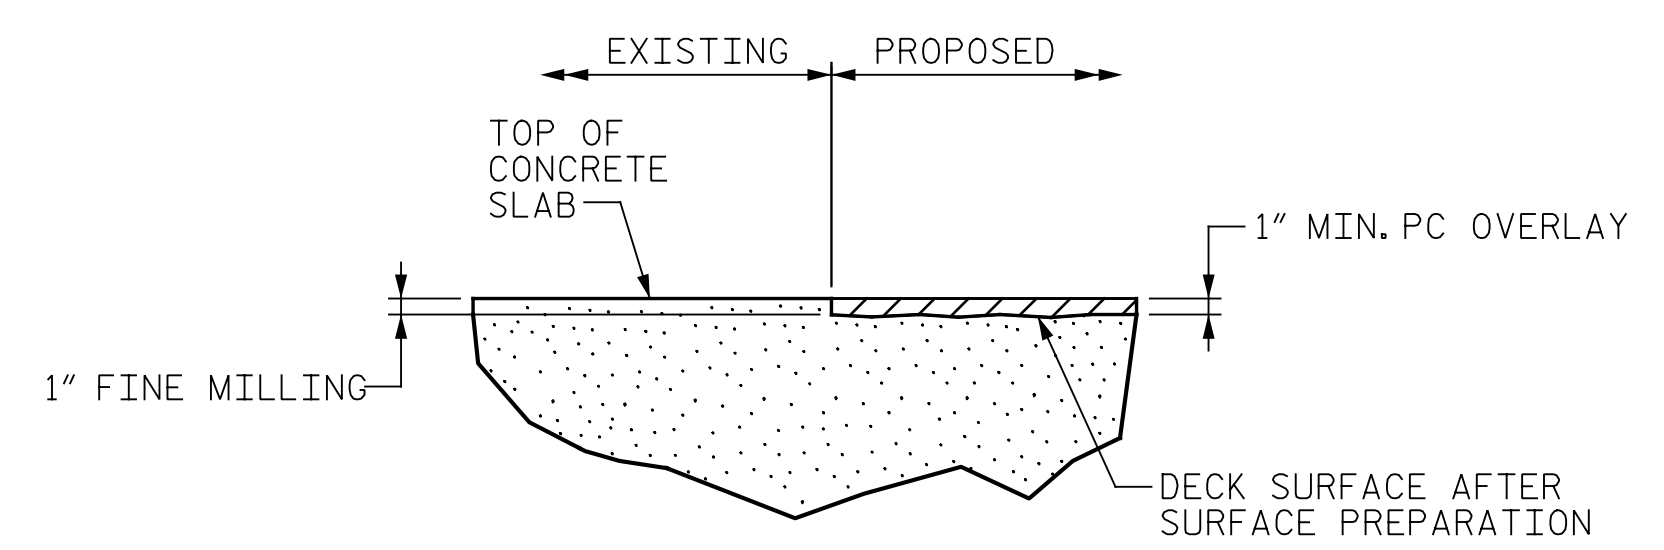 EXISTING
PROPOSED
TOP OF
CONCRETE
SLAB
1" MIN. PC OVERLAY
1" FINE MILLING
DECK SURFACE AFTER
SURFACE PREPARATION